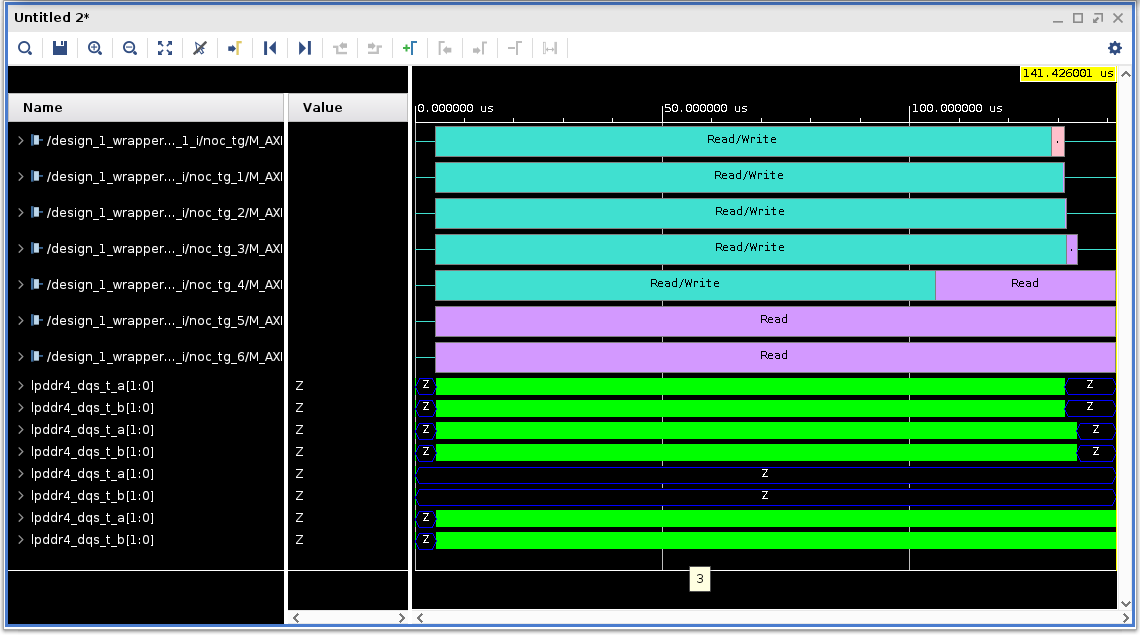 Untitled 2*
141.426001 us
Name Value 0.000000 us 50.000000 us 100.000000 us
/design_1_wrapper..._1_i/noc_tg/M_AXI Read/Write .
/design_1_wrapper..._i/noc_tg_1/M_AXI Read/Write
/design_1_wrapper..._i/noc_tg_2/M_AXI Read/Write
/design_1_wrapper..._i/noc_tg_3/M_AXI Read/Write .
/design_1_wrapper..._i/noc_tg_4/M_AXI Read/Write Read
/design_1_wrapper..._i/noc_tg_5/M_AXI Read
/design_1_wrapper..._i/noc_tg_6/M_AXI Read
lpddr4_dqs_t_a[1:0] Z Z Z
lpddr4_dqs_t_b[1:0] Z Z Z
lpddr4_dqs_t_a[1:0] Z Z Z
lpddr4_dqs_t_b[1:0] Z Z Z
lpddr4_dqs_t_a[1:0] Z Z
lpddr4_dqs_t_b[1:0] Z Z
lpddr4_dqs_t_a[1:0] Z Z
lpddr4_dqs_t_b[1:0] Z Z
3